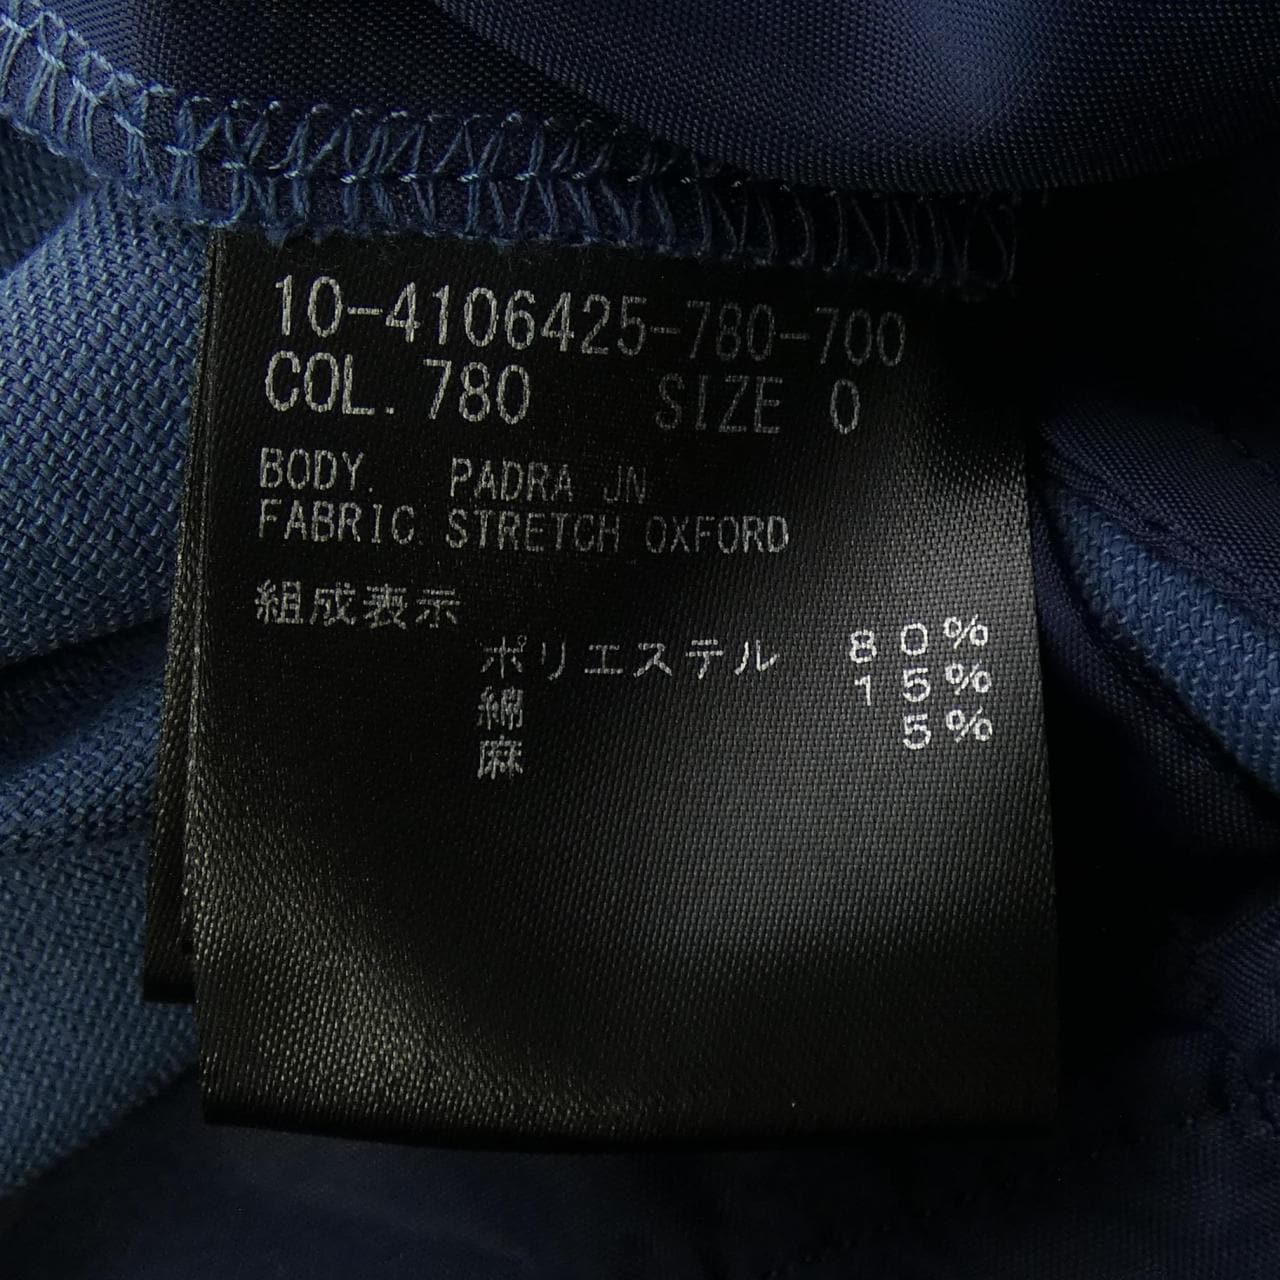 10-4106425-780-700
COL. 780 SIZE 0
BODY. PADRA JN
FABRIC. STRETCH OXFORD
組成表示
ポリエステル 80%
綿 15%
麻 5%